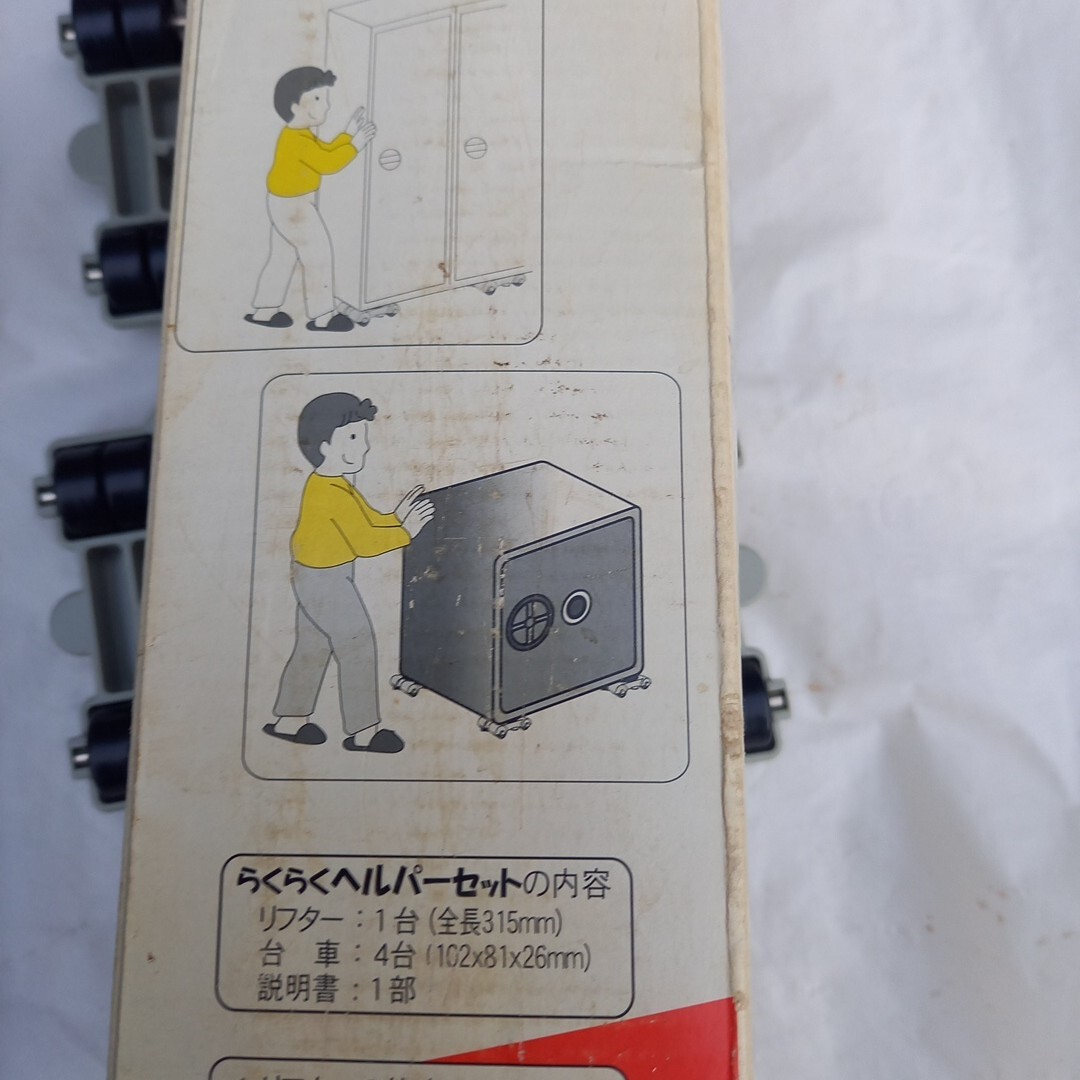 らくらくヘルパーセットの内容
リフター：1台(全長315mm)
台　車：4台(102x81x26mm)
説明書：1部